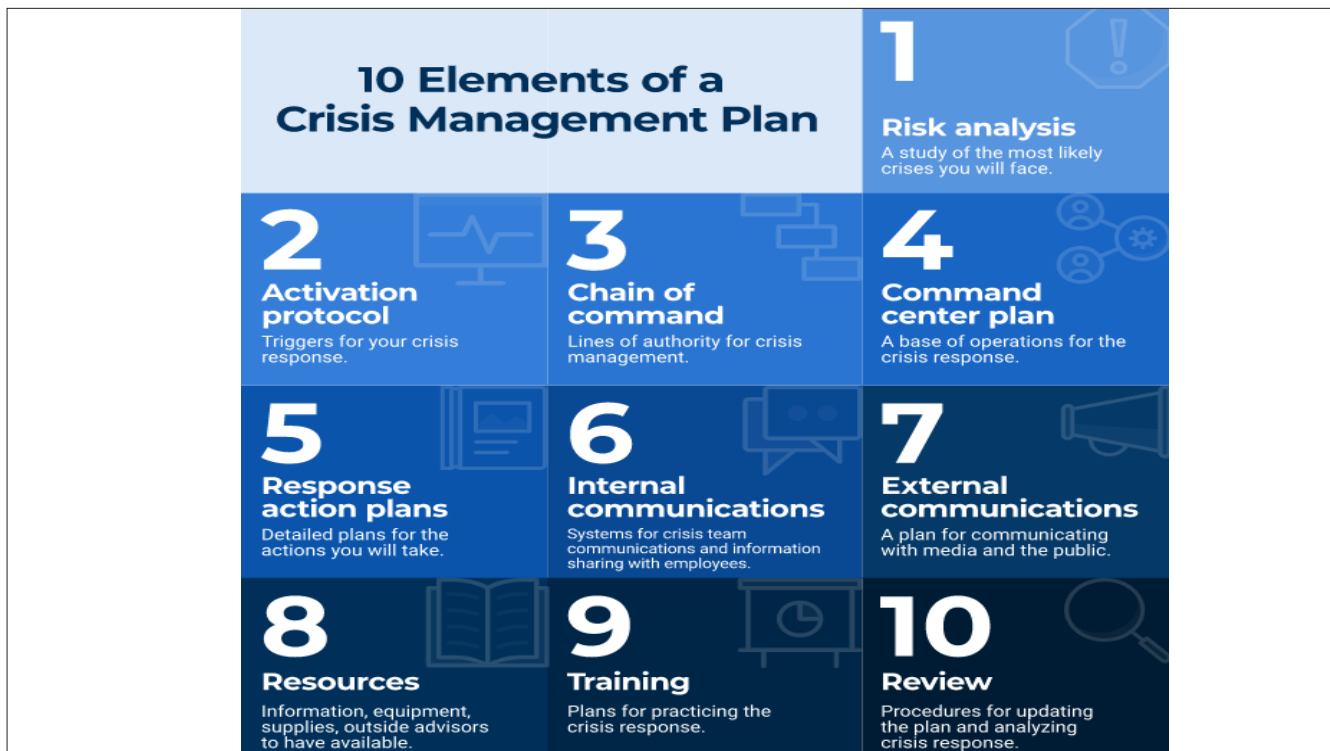 10 Elements of a
Crisis Management Plan
1
Risk analysis
A study of the most likely
crises you will face.
2
Activation
protocol
Triggers for your crisis
response.
3
Chain of
command
Lines of authority for crisis
management.
4
Command
center plan
A base of operations for the
crisis response.
5
Response
action plans
Detailed plans for the
actions you will take.
6
Internal
communications
Systems for crisis team
communications and information
sharing with employees.
7
External
communications
A plan for communicating
with media and the public.
8
Resources
Information, equipment,
supplies, outside advisors
to have available.
9
Training
Plans for practicing the
crisis response.
10
Review
Procedures for updating
the plan and analyzing
crisis response.